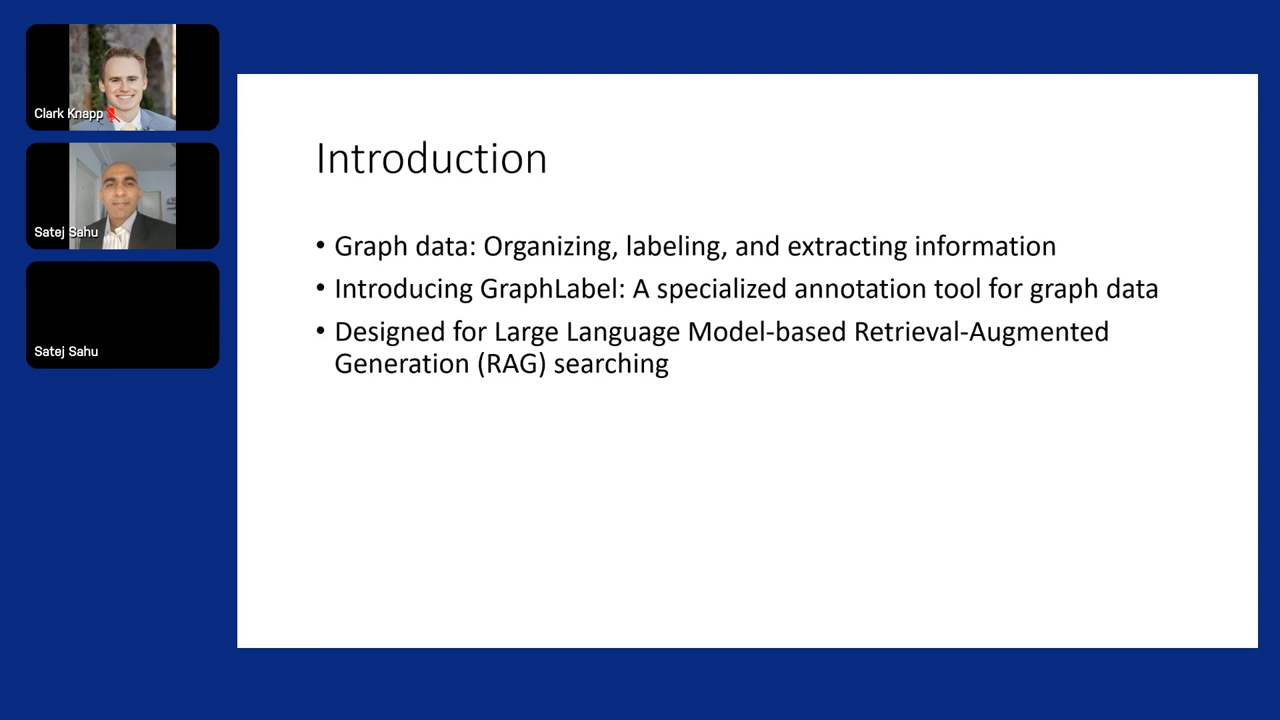 Clark Knapp
Satej Sahu
Satej Sahu
Introduction
• Graph data: Organizing, labeling, and extracting information
• Introducing GraphLabel: A specialized annotation tool for graph data
• Designed for Large Language Model-based Retrieval-Augmented
Generation (RAG) searching